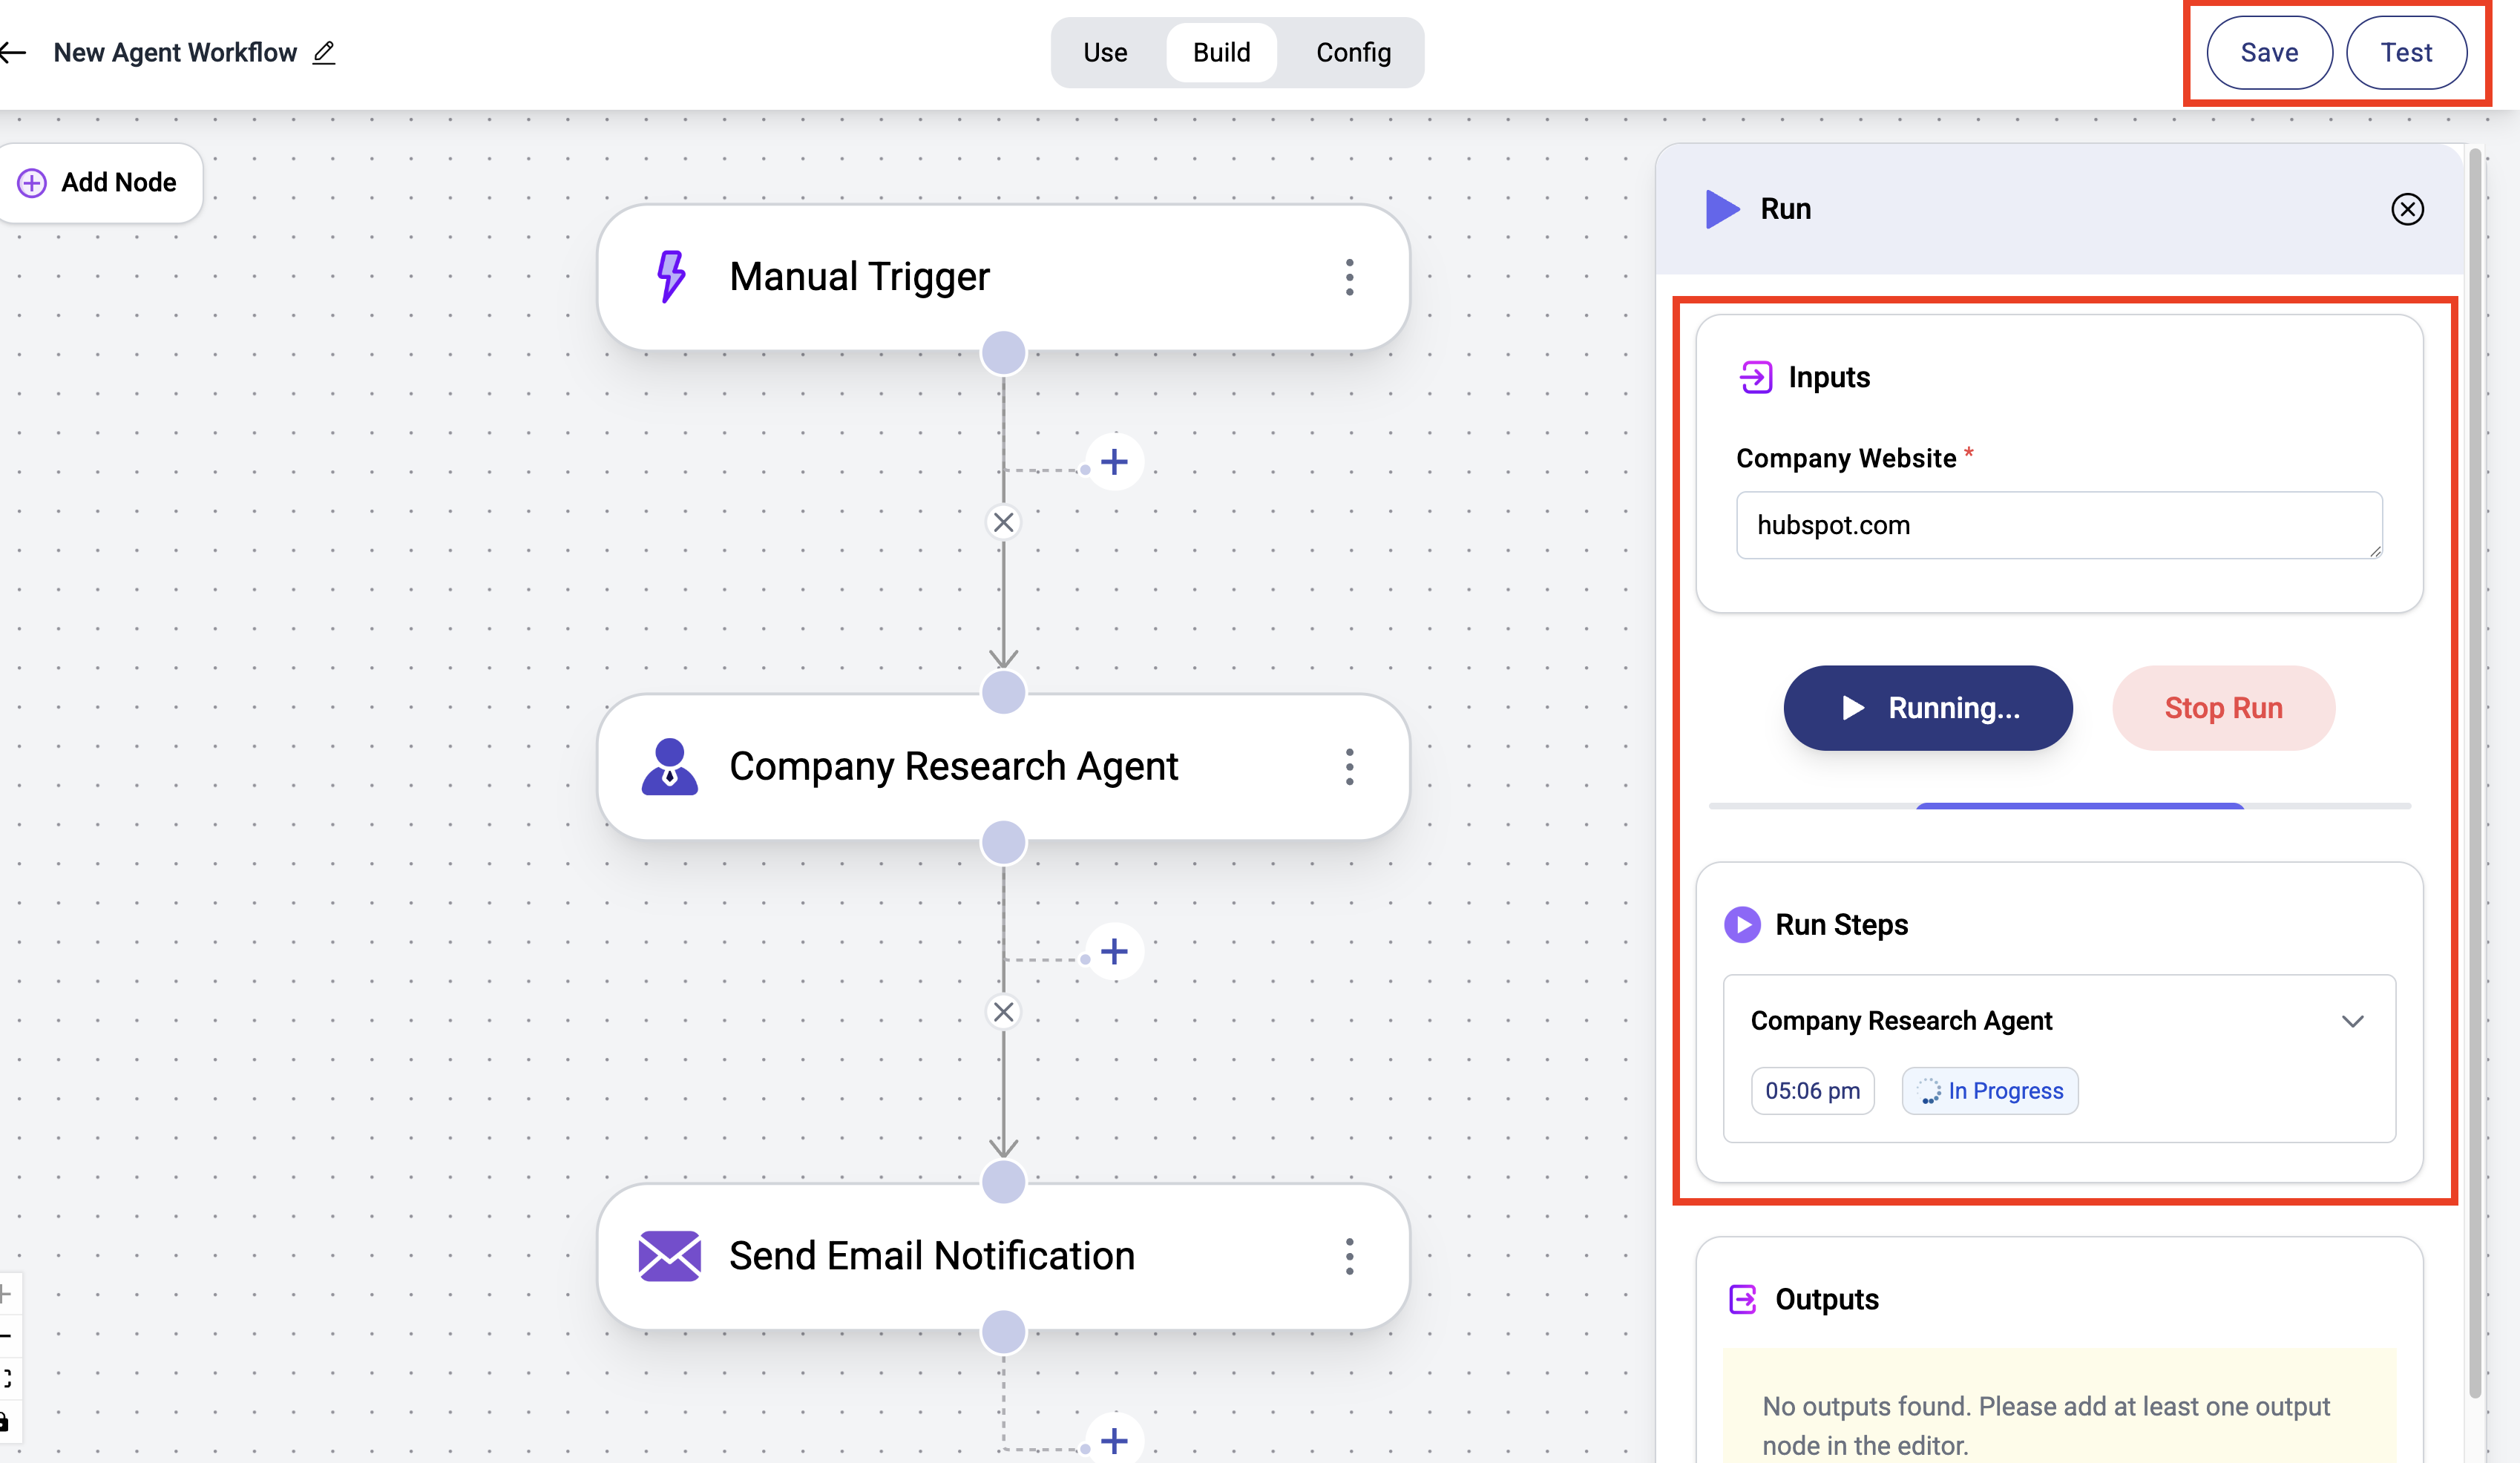 New Agent Workflow
Use
Build
Config
Save
Test
Add Node
Manual Trigger
Company Research Agent
Send Email Notification
Run
Inputs
Company Website *
hubspot.com
Running...
Stop Run
Run Steps
Company Research Agent
05:06 pm
In Progress
Outputs
No outputs found. Please add at least one output
node in the editor.